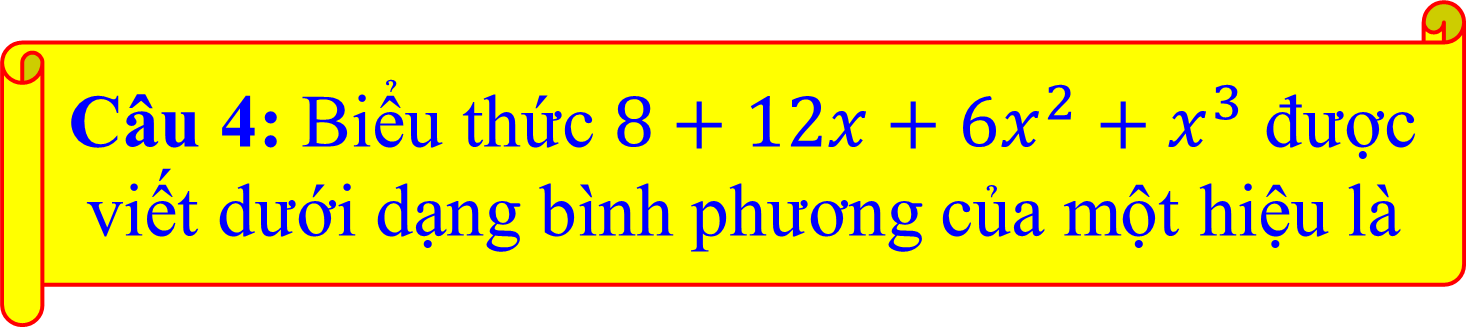 Câu 4: Biểu thức 8 + 12x + 6x² + x³ được
viết dưới dạng bình phương của một hiệu là